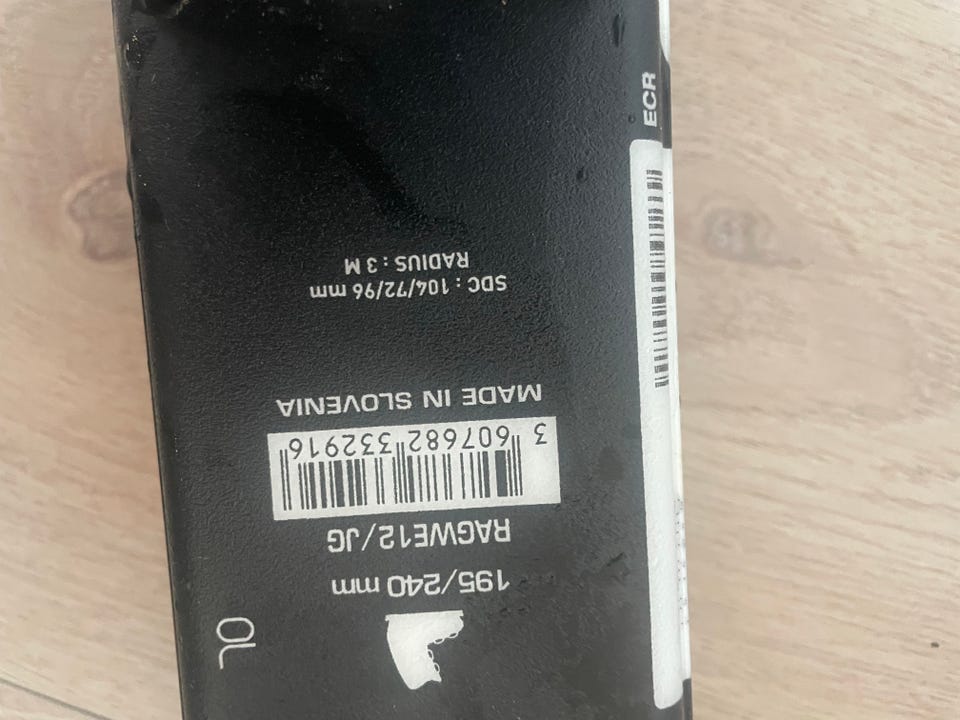 70
195/240 mm
RAGWE12/JG
3 607682 332916
MADE IN SLOVENIA
SDC : 104/72/96 mm
RADIUS : 3 M
ECR